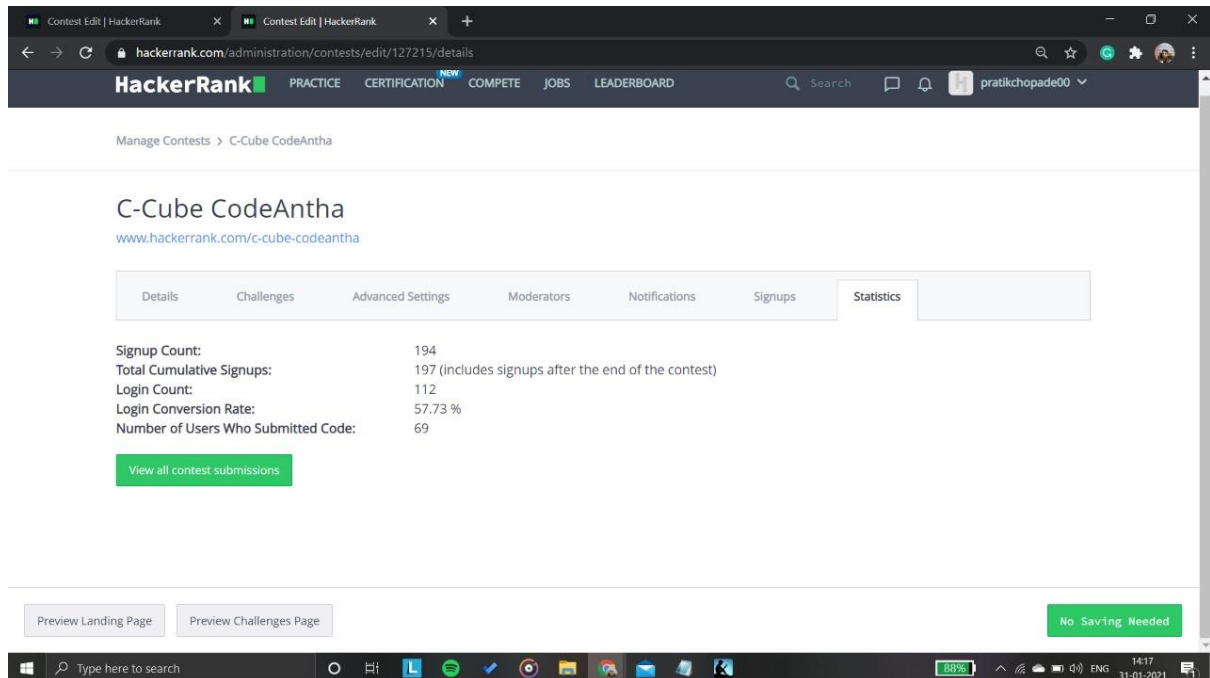 Contest Edit | HackerRank
Contest Edit | HackerRank
hackerrank.com/administration/contests/edit/127215/details
HackerRank PRACTICE CERTIFICATION NEW COMPETE JOBS LEADERBOARD Search pratikchopade00
Manage Contests > C-Cube CodeAntha
C-Cube CodeAntha
www.hackerrank.com/c-cube-codeantha
Details Challenges Advanced Settings Moderators Notifications Signups Statistics
Signup Count: 194
Total Cumulative Signups: 197 (includes signups after the end of the contest)
Login Count: 112
Login Conversion Rate: 57.73 %
Number of Users Who Submitted Code: 69
View all contest submissions
Preview Landing Page Preview Challenges Page No Saving Needed
Type here to search 88% ENG 14:17
31-01-2021